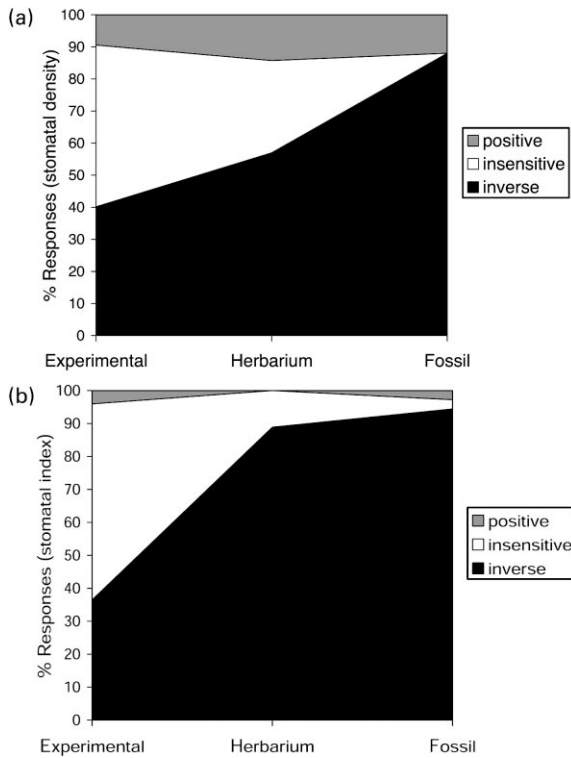 (a)
% Responses (stomatal density)
100
90
80
70
60
50
40
30
20
10
0
Experimental Herbarium Fossil
positive
insensitive
inverse
(b)
% Responses (stomatal index)
100
90
80
70
60
50
40
30
20
10
0
Experimental Herbarium Fossil
positive
insensitive
inverse